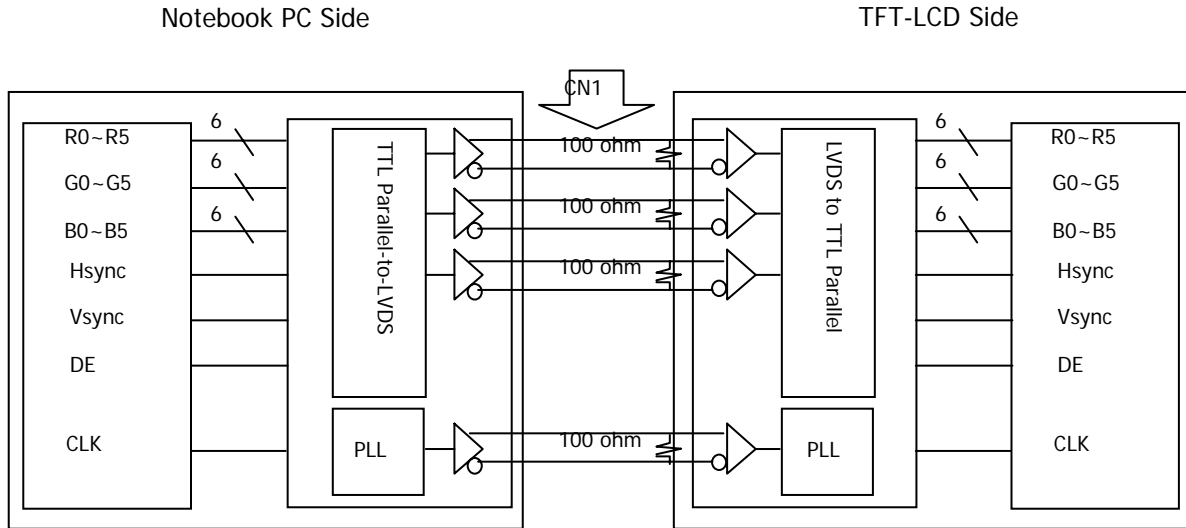 Notebook PC Side
TFT-LCD Side
CN1
R0~R5
6
G0~G5
6
B0~B5
6
Hsync
Vsync
DE
CLK
TTL Parallel-to-LVDS
PLL
100 ohm
100 ohm
100 ohm
100 ohm
LVDS to TTL Parallel
PLL
6
R0~R5
6
G0~G5
6
B0~B5
Hsync
Vsync
DE
CLK